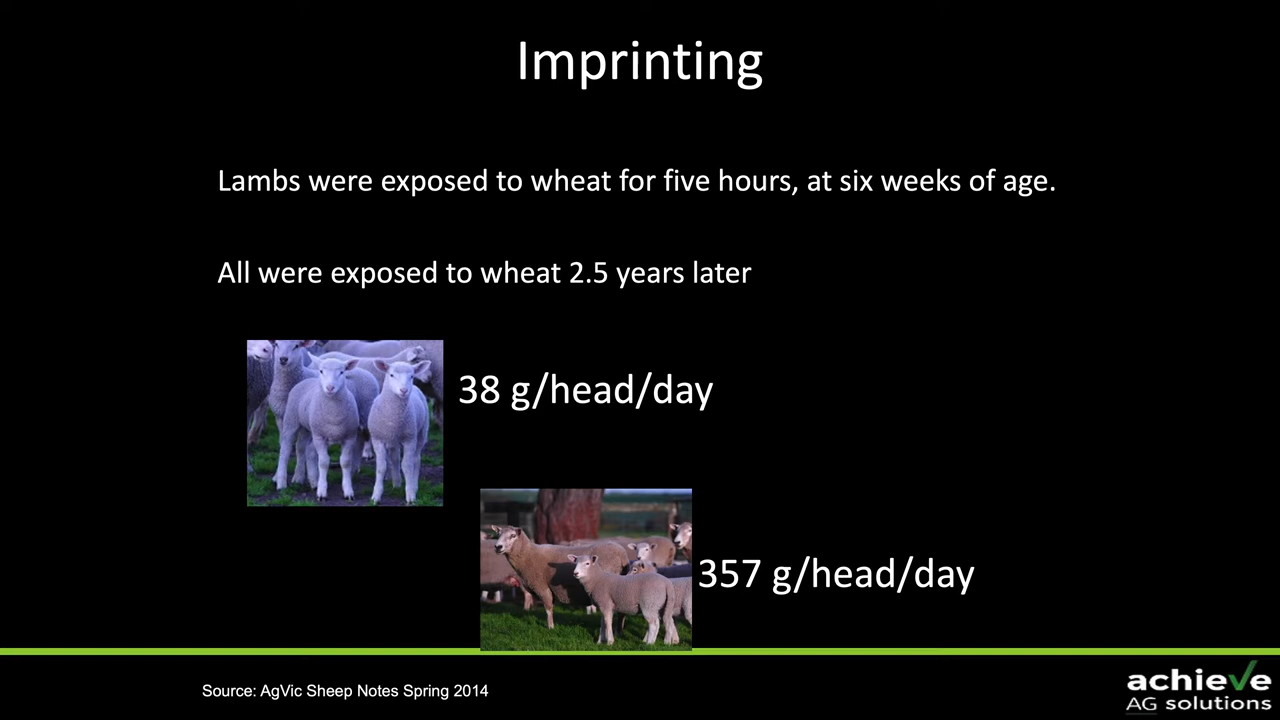 Imprinting
Lambs were exposed to wheat for five hours, at six weeks of age.
All were exposed to wheat 2.5 years later
38 g/head/day
357 g/head/day
Source: AgVic Sheep Notes Spring 2014
achieve
AG solutions